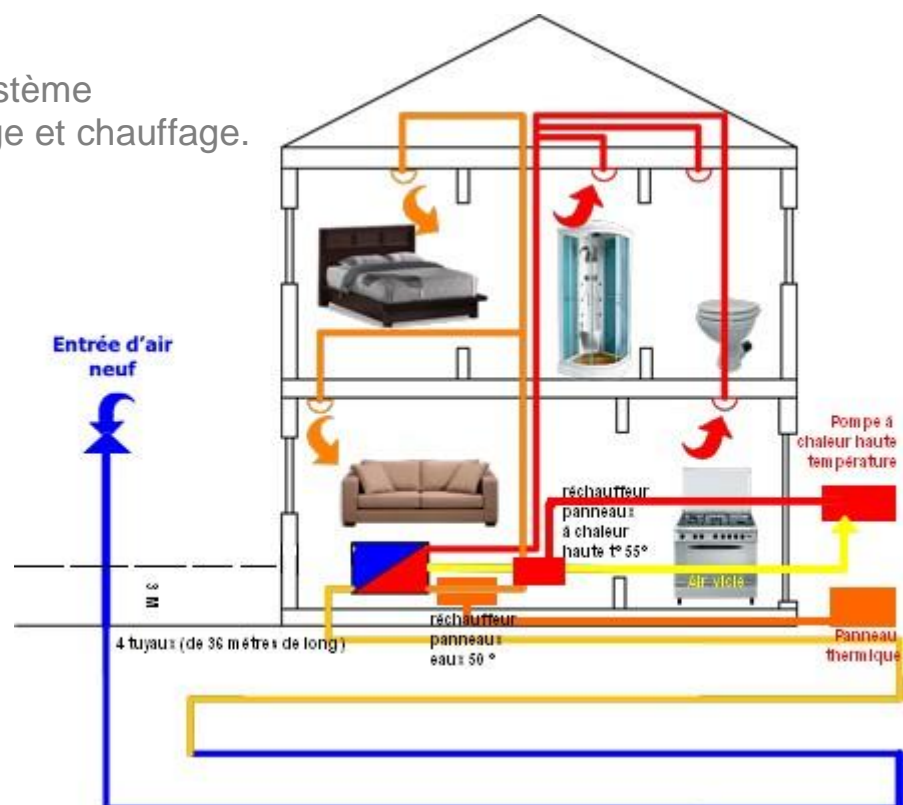 stème
ge et chauffage.
Entrée d'air
neuf
Pompe à
chaleur haute
température
réchauffeur
panneaux
à chaleur
haute t° 55°
Air vicié
3 M
4 tuyaux (de 36 mètres de long)
réchauffeur
panneaux
eaux 50 °
Panneau
thermique